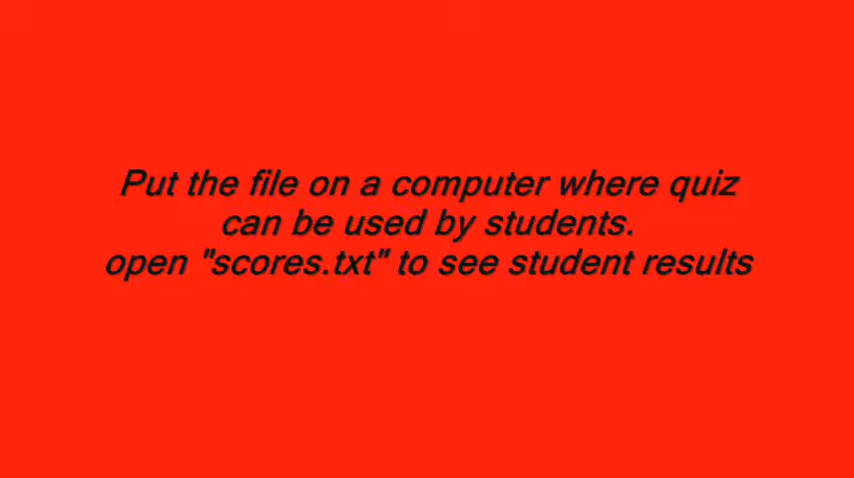 Put the file on a computer where quiz
can be used by students.
open "scores.txt" to see student results